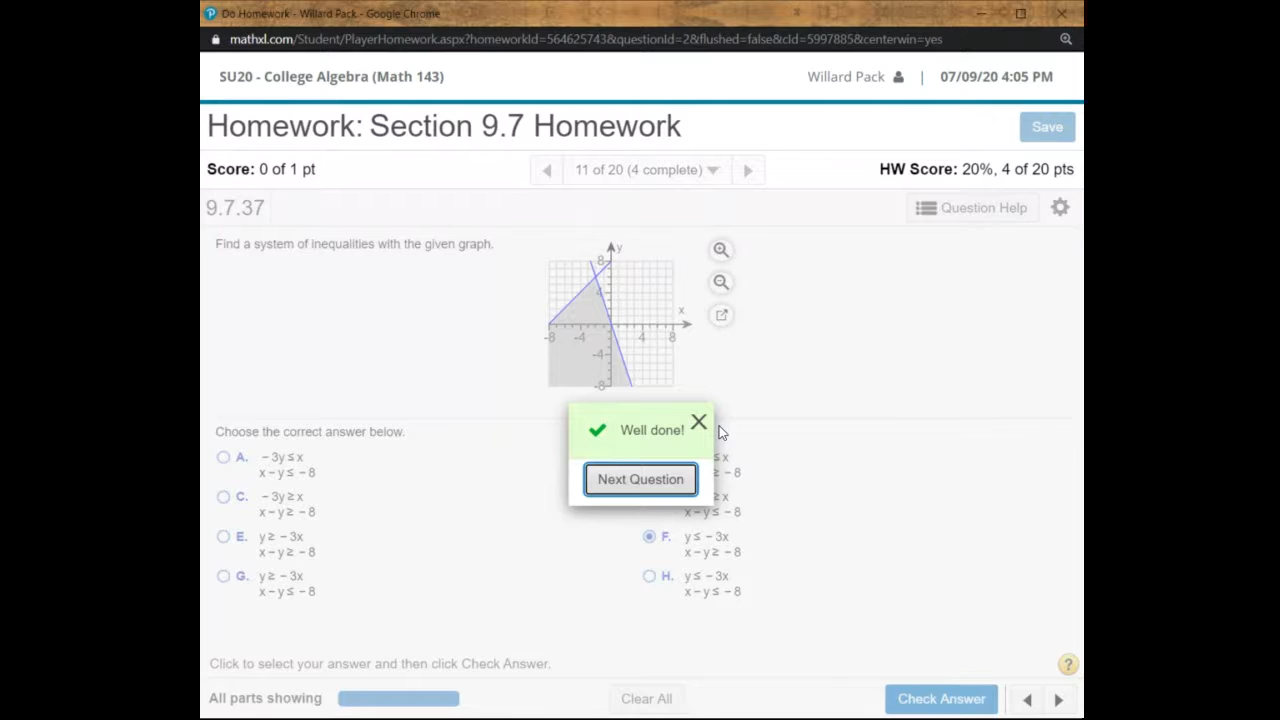 Do Homework - Willard Pack - Google Chrome
mathxl.com/Student/PlayerHomework.aspx?homeworkId=564625743&questionId=2&flushed=false&cId=5997885&centerwin=yes
SU20 - College Algebra (Math 143)
Willard Pack | 07/09/20 4:05 PM
Homework: Section 9.7 Homework
Save
Score: 0 of 1 pt
11 of 20 (4 complete)
HW Score: 20%, 4 of 20 pts
9.7.37
Question Help
Find a system of inequalities with the given graph.
y
8
4
x
-8 -4 4 8
-4
-8
Choose the correct answer below.
Well done!
Next Question
A. −3y ≤ x
x − y ≤ −8
≤ x
≥ −8
C. −3y ≥ x
x − y ≥ −8
≥ x
x − y ≤ −8
E. y ≥ −3x
x − y ≥ −8
F. y ≤ −3x
x − y ≥ −8
G. y ≥ −3x
x − y ≤ −8
H. y ≤ −3x
x − y ≤ −8
Click to select your answer and then click Check Answer.
?
All parts showing
Clear All
Check Answer